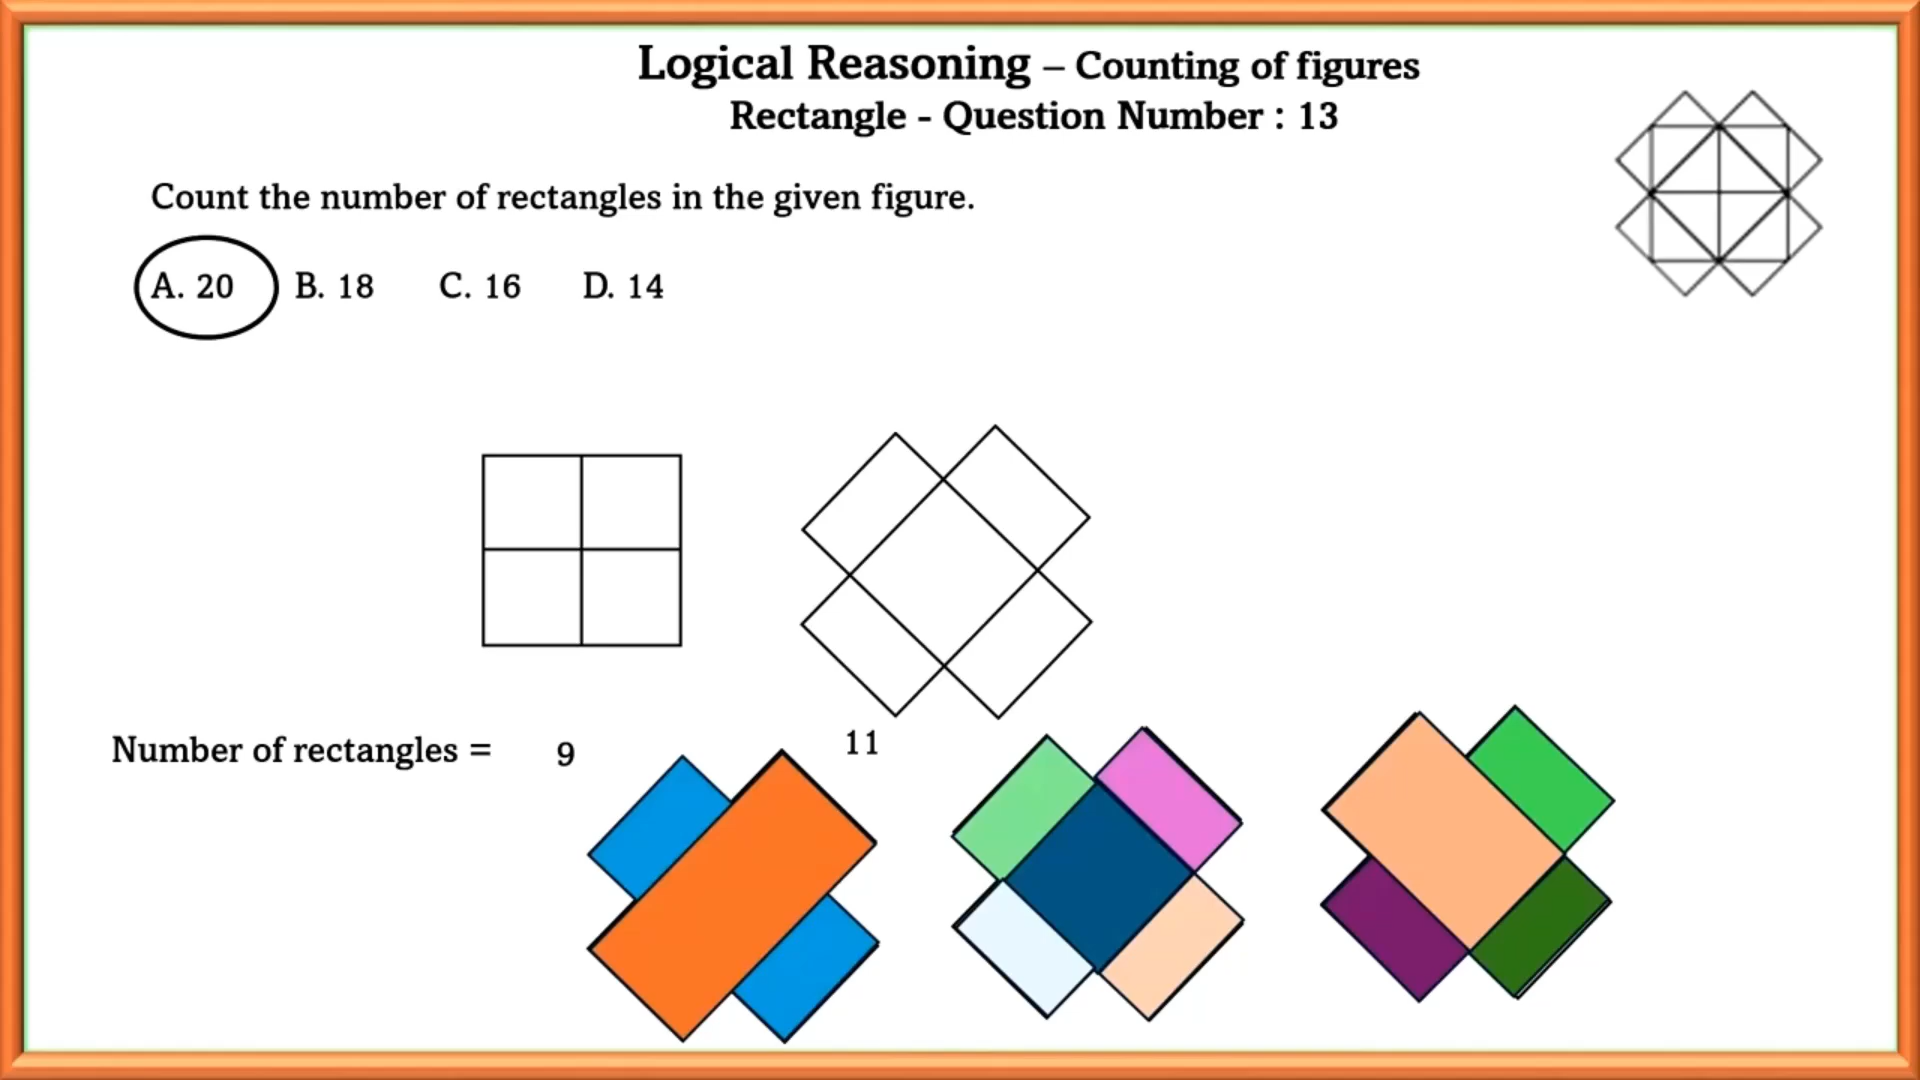 Logical Reasoning – Counting of figures
Rectangle - Question Number : 13
Count the number of rectangles in the given figure.
A. 20 B. 18 C. 16 D. 14
Number of rectangles = 9 11